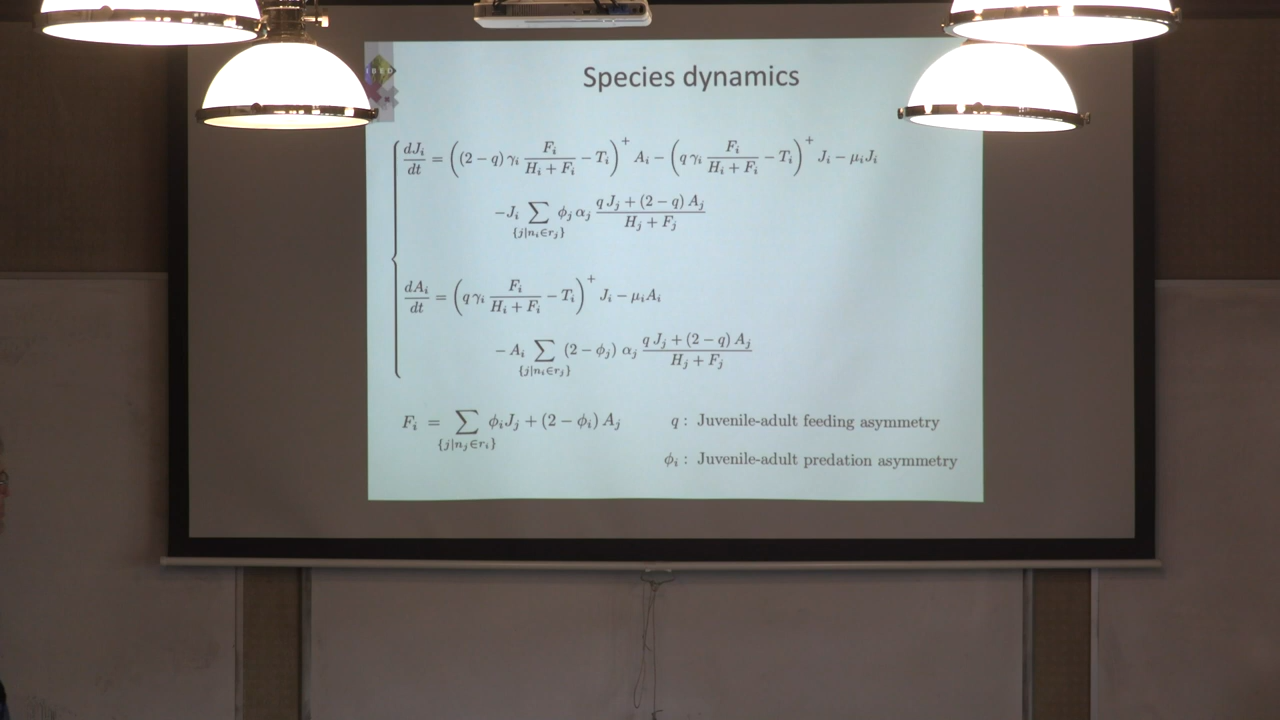 IBED
Species dynamics
dJ_i/dt = ((2 − q) γ_i F_i/(H_i + F_i) − T_i)^+ A_i − (q γ_i F_i/(H_i + F_i) − T_i)^+ J_i − μ_i J_i
− J_i ∑_{j|n_i∈r_j} φ_j α_j (q J_j + (2 − q) A_j)/(H_j + F_j)
dA_i/dt = (q γ_i F_i/(H_i + F_i) − T_i)^+ J_i − μ_i A_i
− A_i ∑_{j|n_i∈r_j} (2 − φ_j) α_j (q J_j + (2 − q) A_j)/(H_j + F_j)
F_i = ∑_{j|n_j∈r_i} φ_i J_j + (2 − φ_i) A_j q : Juvenile-adult feeding asymmetry
φ_i : Juvenile-adult predation asymmetry